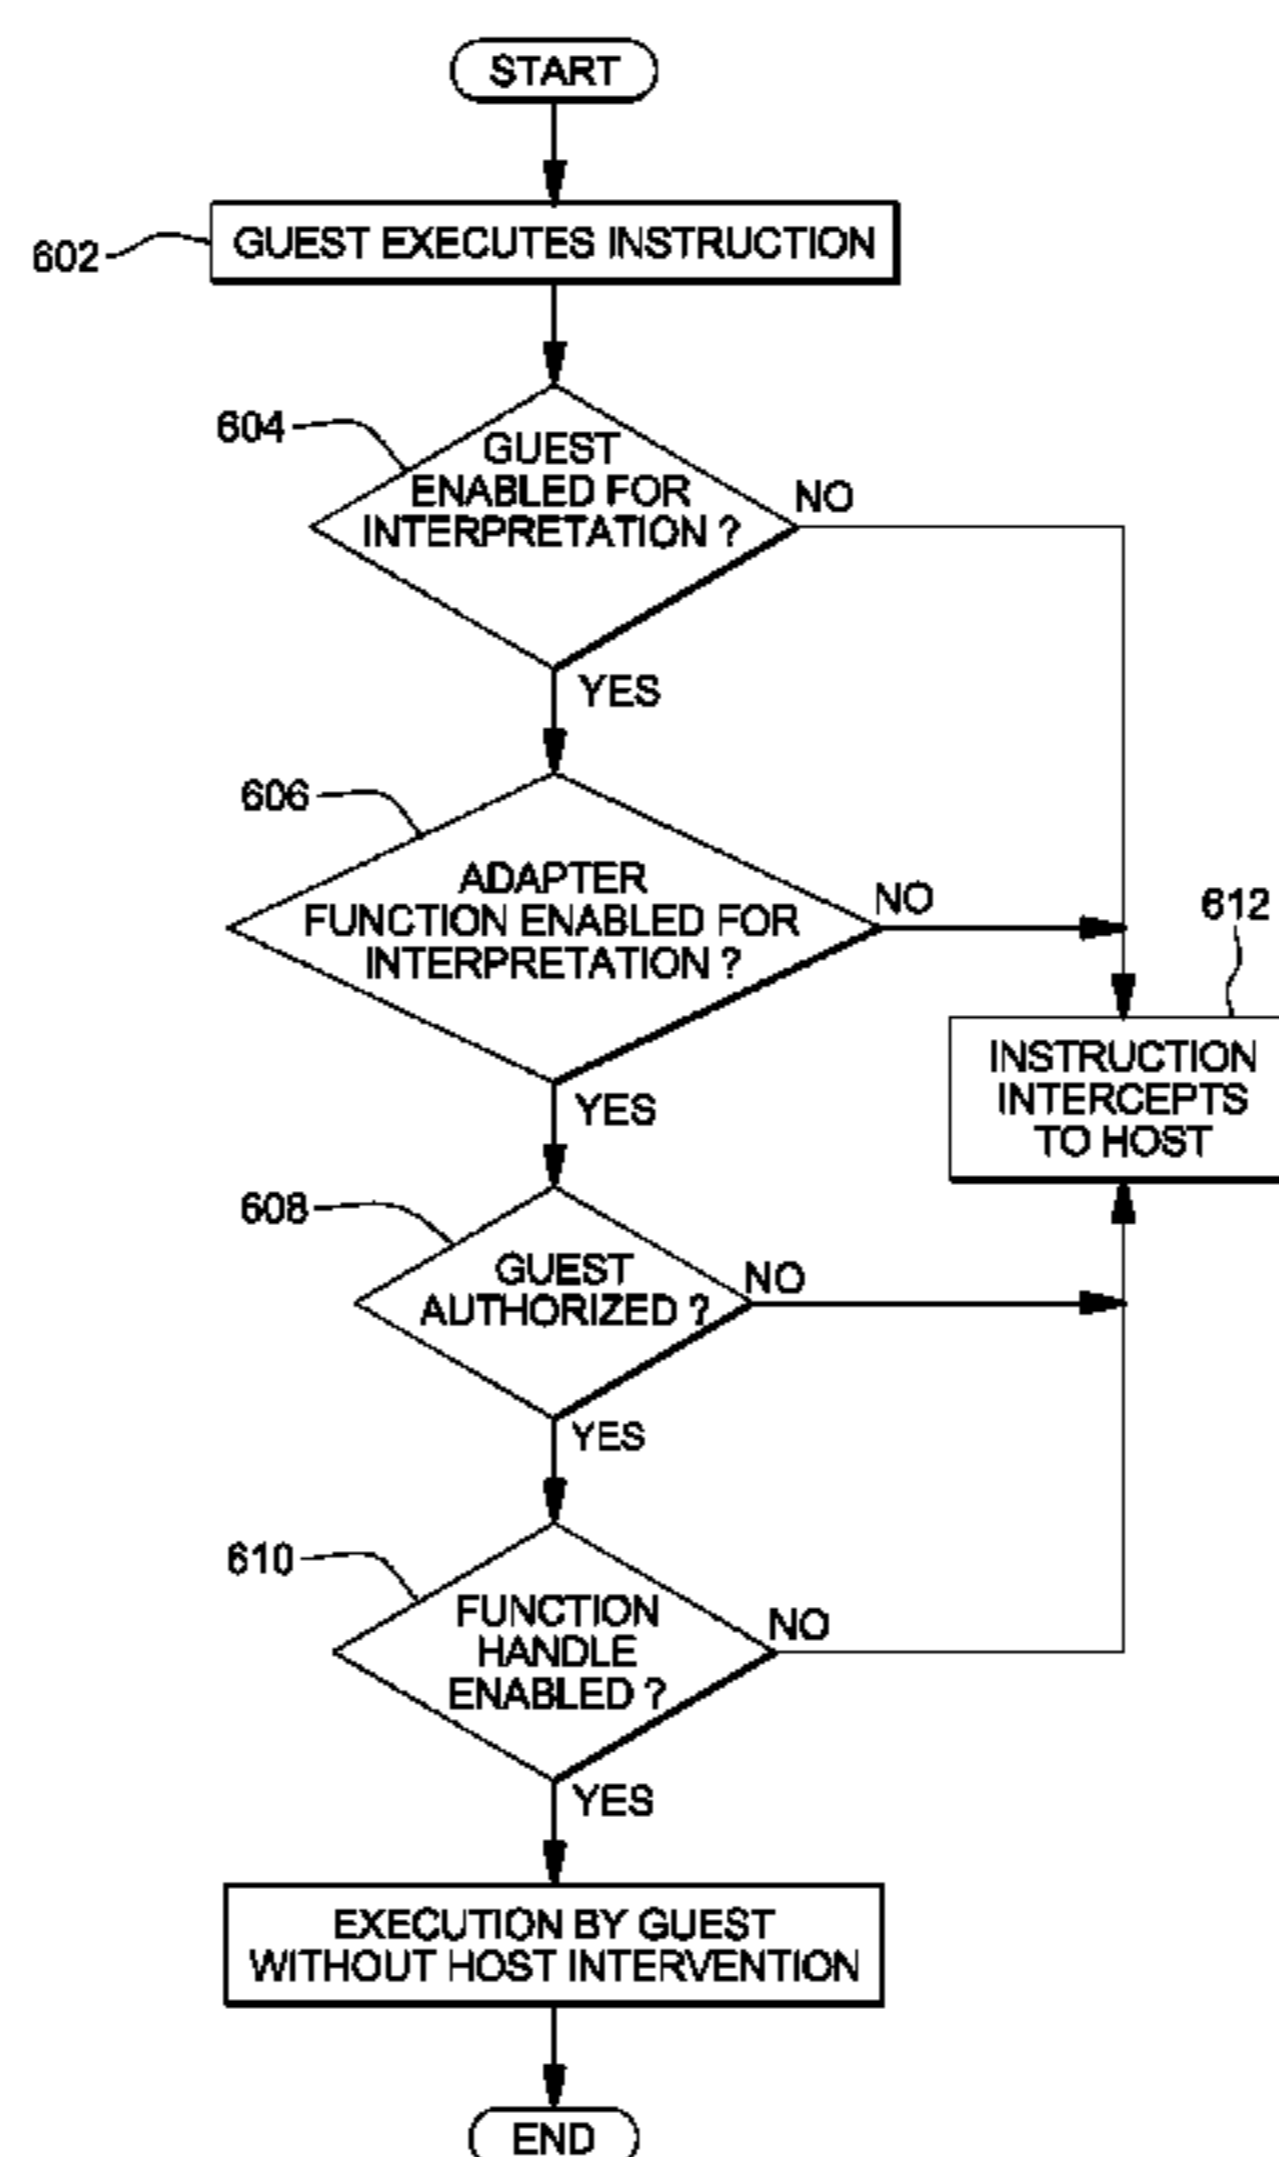 START
602
GUEST EXECUTES INSTRUCTION
604
GUEST
ENABLED FOR
INTERPRETATION ?
NO
YES
606
ADAPTER
FUNCTION ENABLED FOR
INTERPRETATION ?
NO
612
INSTRUCTION
INTERCEPTS
TO HOST
YES
608
GUEST
AUTHORIZED ?
NO
YES
610
FUNCTION
HANDLE
ENABLED ?
NO
YES
EXECUTION BY GUEST
WITHOUT HOST INTERVENTION
END